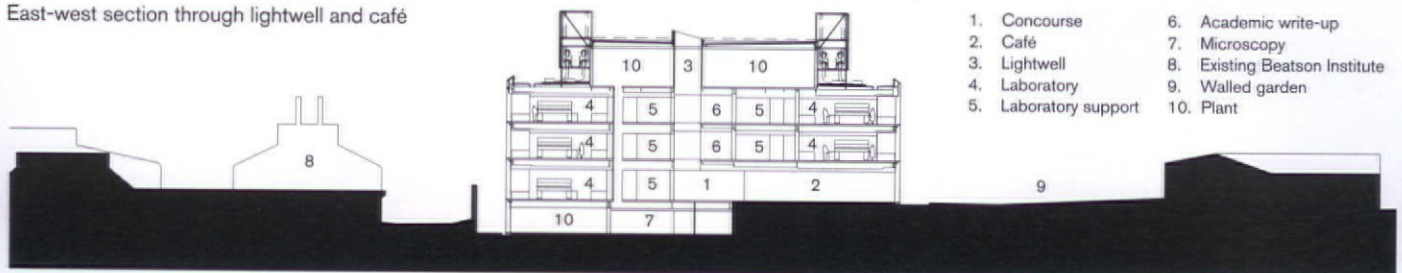 East-west section through lightwell and café
1. Concourse
2. Café
3. Lightwell
4. Laboratory
5. Laboratory support
6. Academic write-up
7. Microscopy
8. Existing Beatson Institute
9. Walled garden
10. Plant
10 3 10
4 5 6 5 4
8 4 5 6 5 4
4 5 1 2 9
10 7